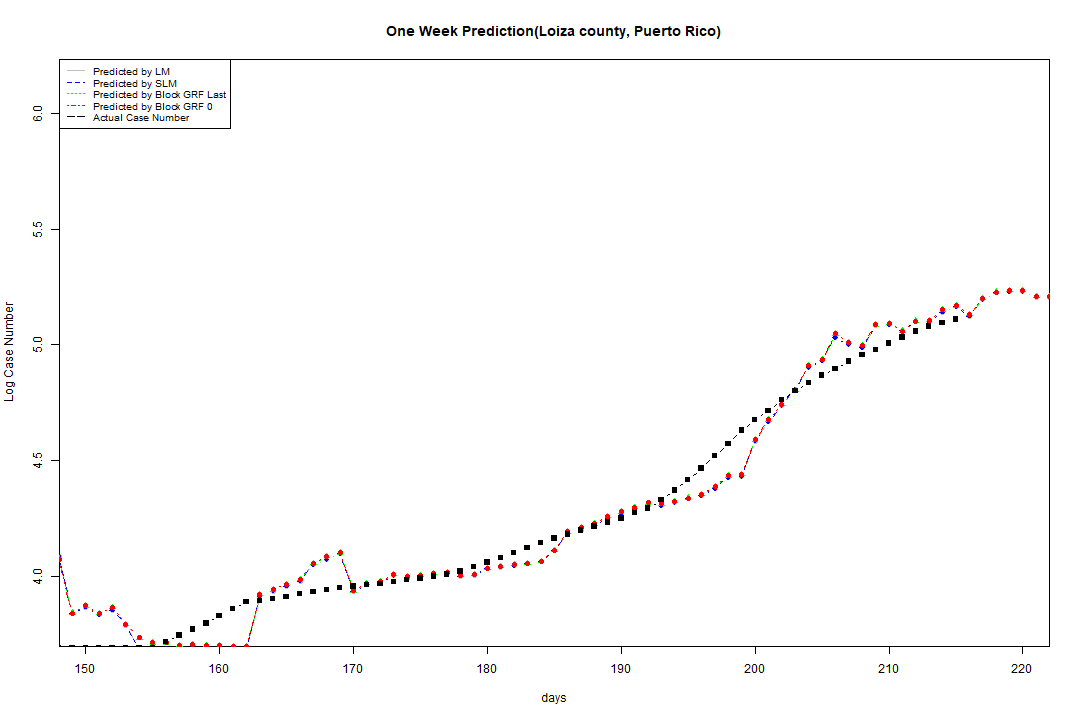 One Week Prediction(Loiza county, Puerto Rico)
Predicted by LM
Predicted by SLM
Predicted by Block GRF Last
Predicted by Block GRF 0
Actual Case Number
Log Case Number
6.0
5.5
5.0
4.5
4.0
150 160 170 180 190 200 210 220
days